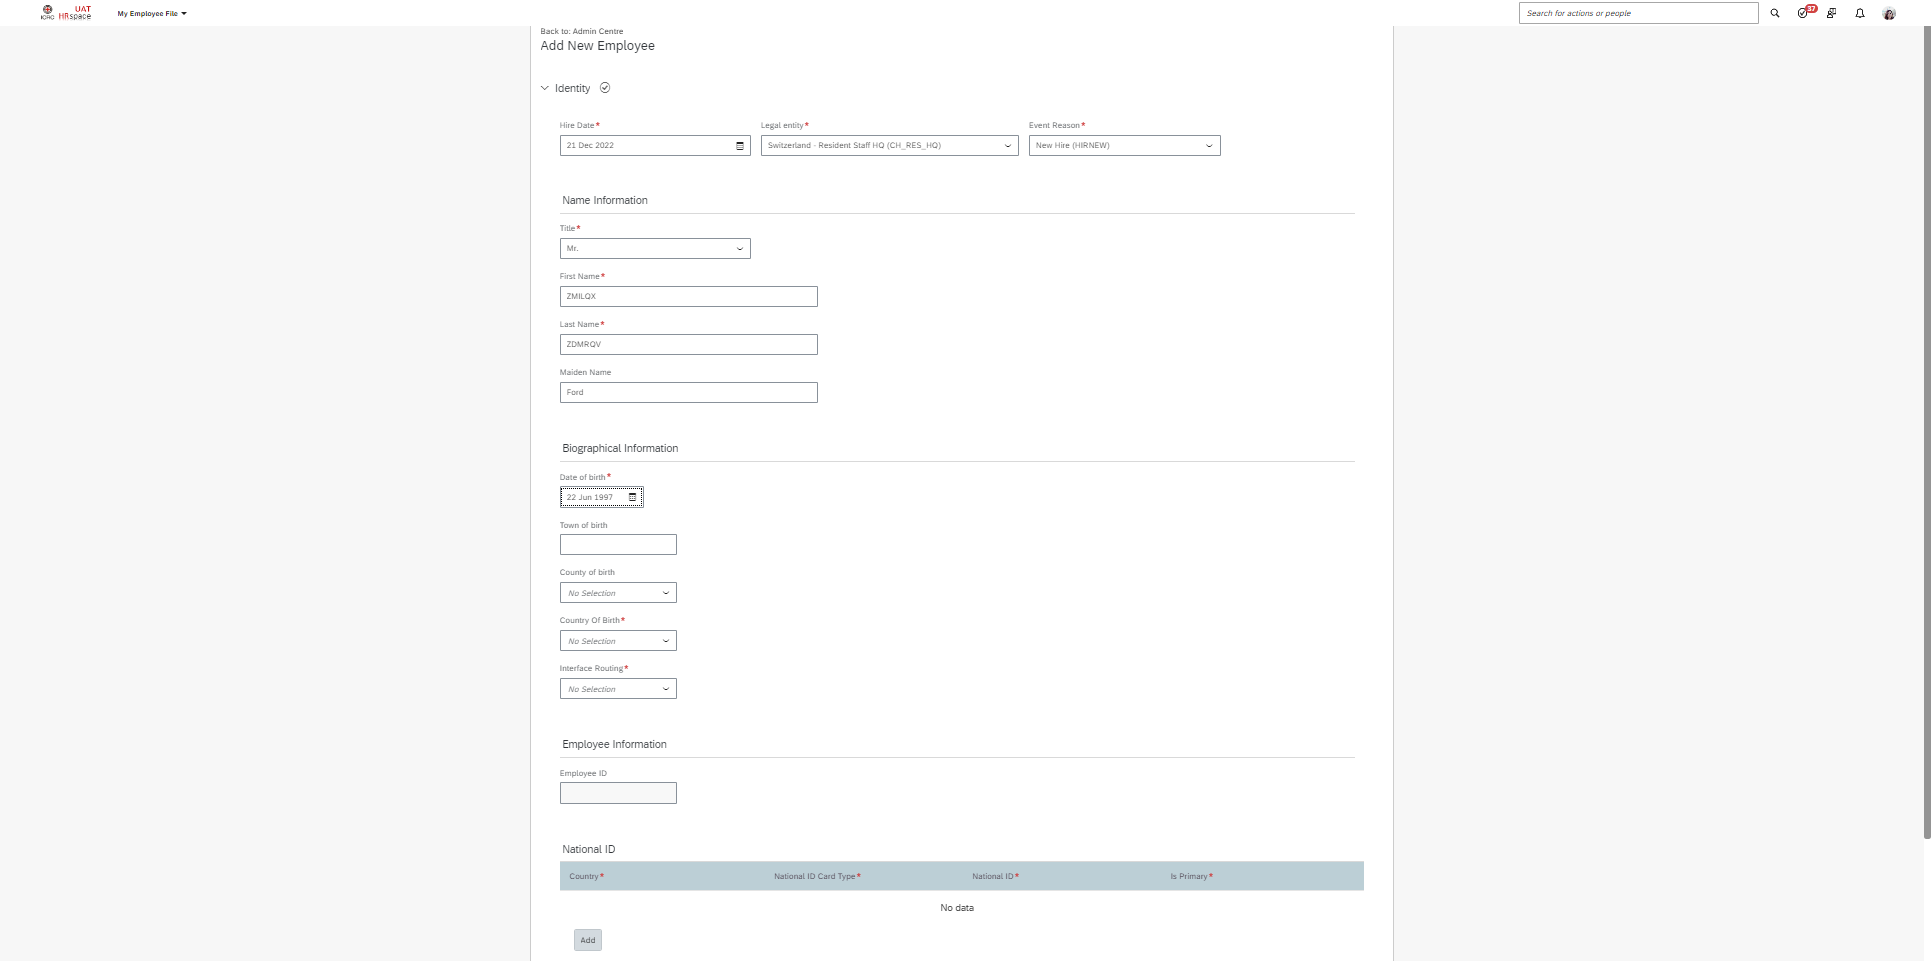 ICRC UAT HRspace My Employee File Search for actions or people 37
Back to: Admin Centre
Add New Employee
Identity
Hire Date* Legal entity* Event Reason*
21 Dec 2022 Switzerland - Resident Staff HQ (CH_RES_HQ) New Hire (HIRNEW)
Name Information
Title*
Mr.
First Name*
ZMILQX
Last Name*
ZDMRQV
Maiden Name
Ford
Biographical Information
Date of birth*
22 Jun 1997
Town of birth
County of birth
No Selection
Country Of Birth*
No Selection
Interface Routing*
No Selection
Employee Information
Employee ID
National ID
Country* National ID Card Type* National ID* Is Primary*
No data
Add